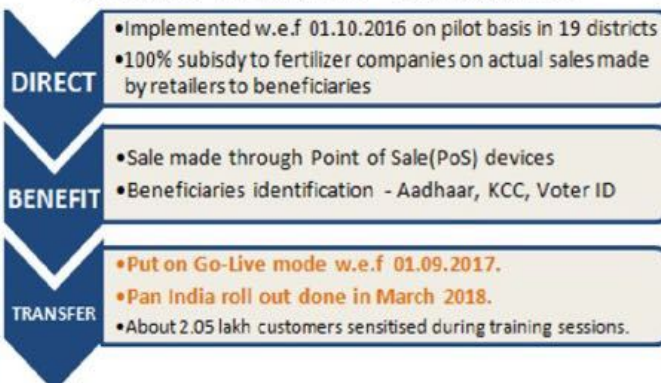 DIRECT
•Implemented w.e.f 01.10.2016 on pilot basis in 19 districts
•100% subisdy to fertilizer companies on actual sales made
by retailers to beneficiaries
BENEFIT
•Sale made through Point of Sale(PoS) devices
•Beneficiaries identification - Aadhaar, KCC, Voter ID
TRANSFER
•Put on Go-Live mode w.e.f 01.09.2017.
•Pan India roll out done in March 2018.
•About 2.05 lakh customers sensitised during training sessions.